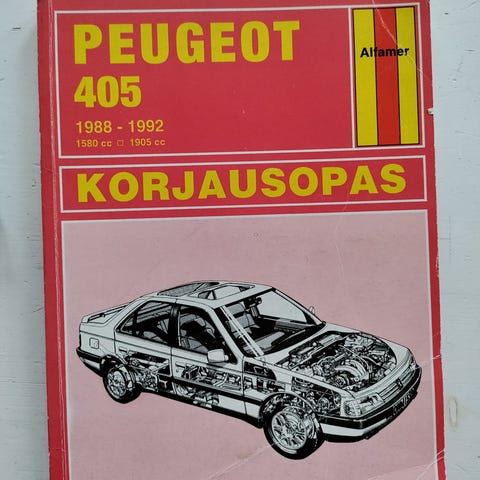 PEUGEOT
Alfamer
405
1988 - 1992
1580 cc □ 1905 cc
KORJAUSOPAS